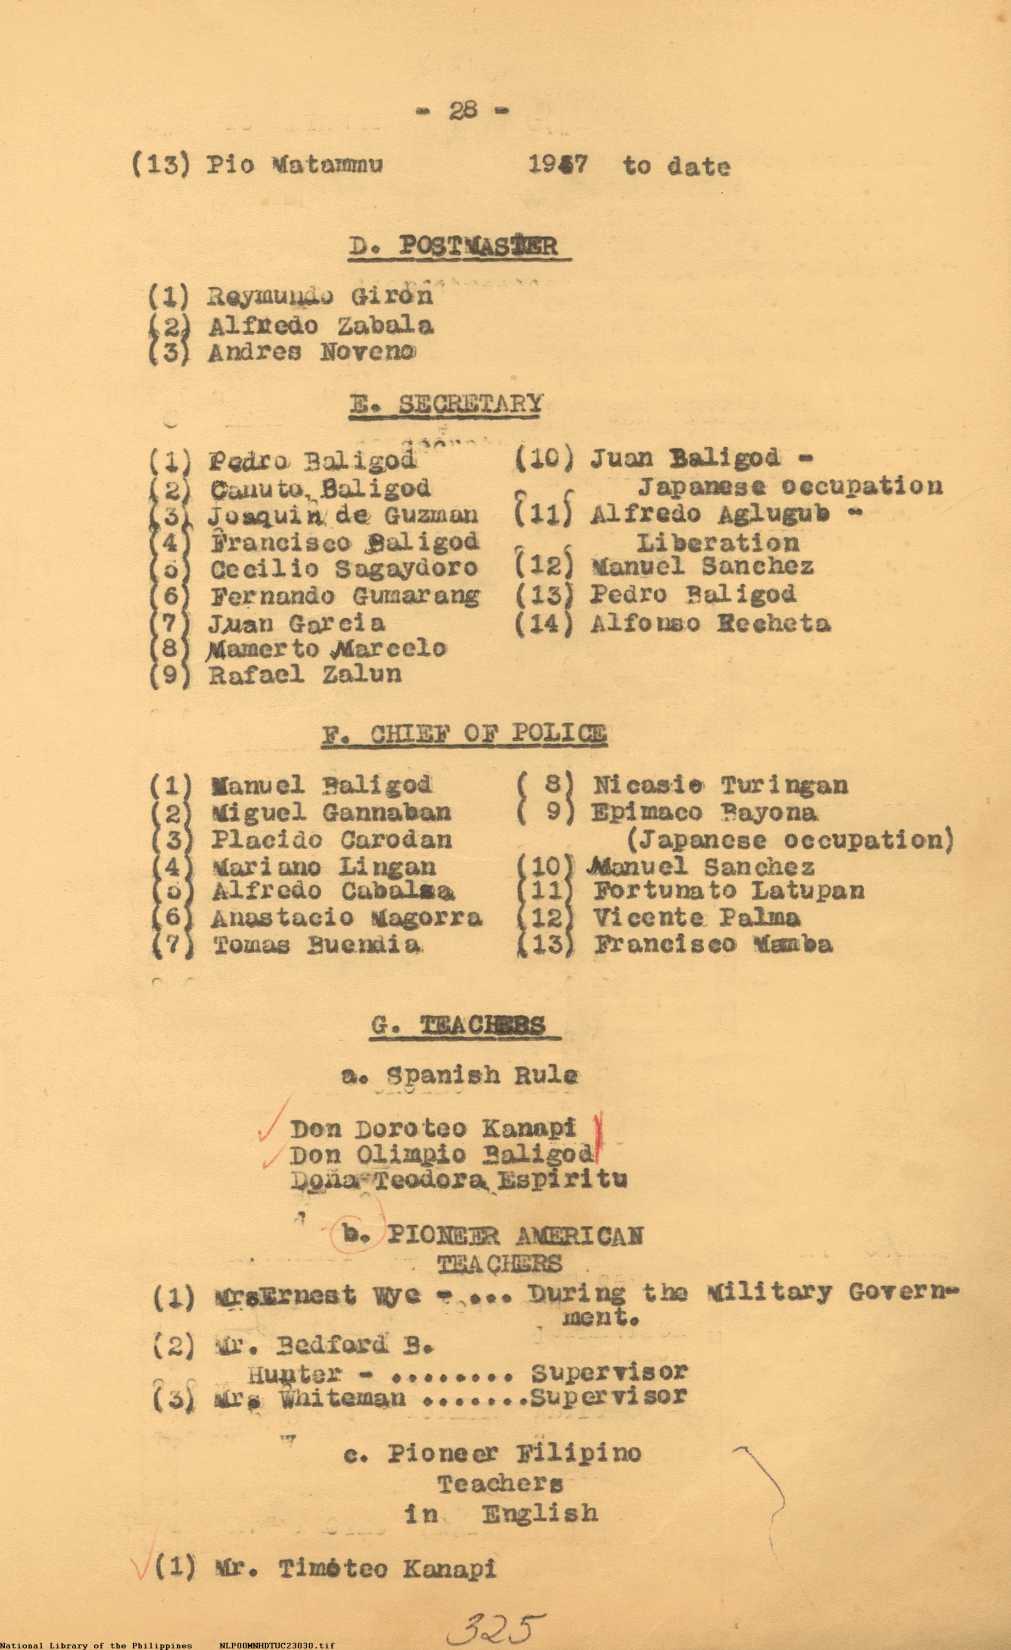 - 28 -
(13) Pio Matammu 1947 to date
D. POSTMASTER
(1) Reymundo Giron
(2) Alfredo Zabala
(3) Andres Noveno
E. SECRETARY
(1) Pedro Baligod
(2) Canuto Baligod
(3) Joaquin de Guzman
(4) Francisco Baligod
(5) Cecilio Sagaydoro
(6) Fernando Gumarang
(7) Juan Garcia
(8) Mamerto Marcelo
(9) Rafael Zalun
(10) Juan Baligod -
Japanese occupation
(11) Alfredo Aglugub -
Liberation
(12) Manuel Sanchez
(13) Pedro Baligod
(14) Alfonso Recheta
F. CHIEF OF POLICE
(1) Manuel Baligod
(2) Miguel Gannaban
(3) Placido Carodan
(4) Mariano Lingan
(5) Alfredo Cabalsa
(6) Anastacio Magorra
(7) Tomas Buendia
( 8) Nicasio Turingan
( 9) Epimaco Bayona
(Japanese occupation)
(10) Manuel Sanchez
(11) Fortunato Latupan
(12) Vicente Palma
(13) Francisco Mamba
G. TEACHERS
a. Spanish Rule
Don Doroteo Kanapi
Don Olimpio Baligod
Doña Teodora Espiritu
b. PIONEER AMERICAN
TEACHERS
(1) MrsErnest Wye - ... During the Military Govern-
ment.
(2) Mr. Bedford B.
Hunter - ........ Supervisor
(3) Mrs Whiteman .......Supervisor
c. Pioneer Filipino
Teachers
in English
(1) Mr. Timoteo Kanapi
325
National Library of the Philippines NLP00MNHDTUC23030.tif